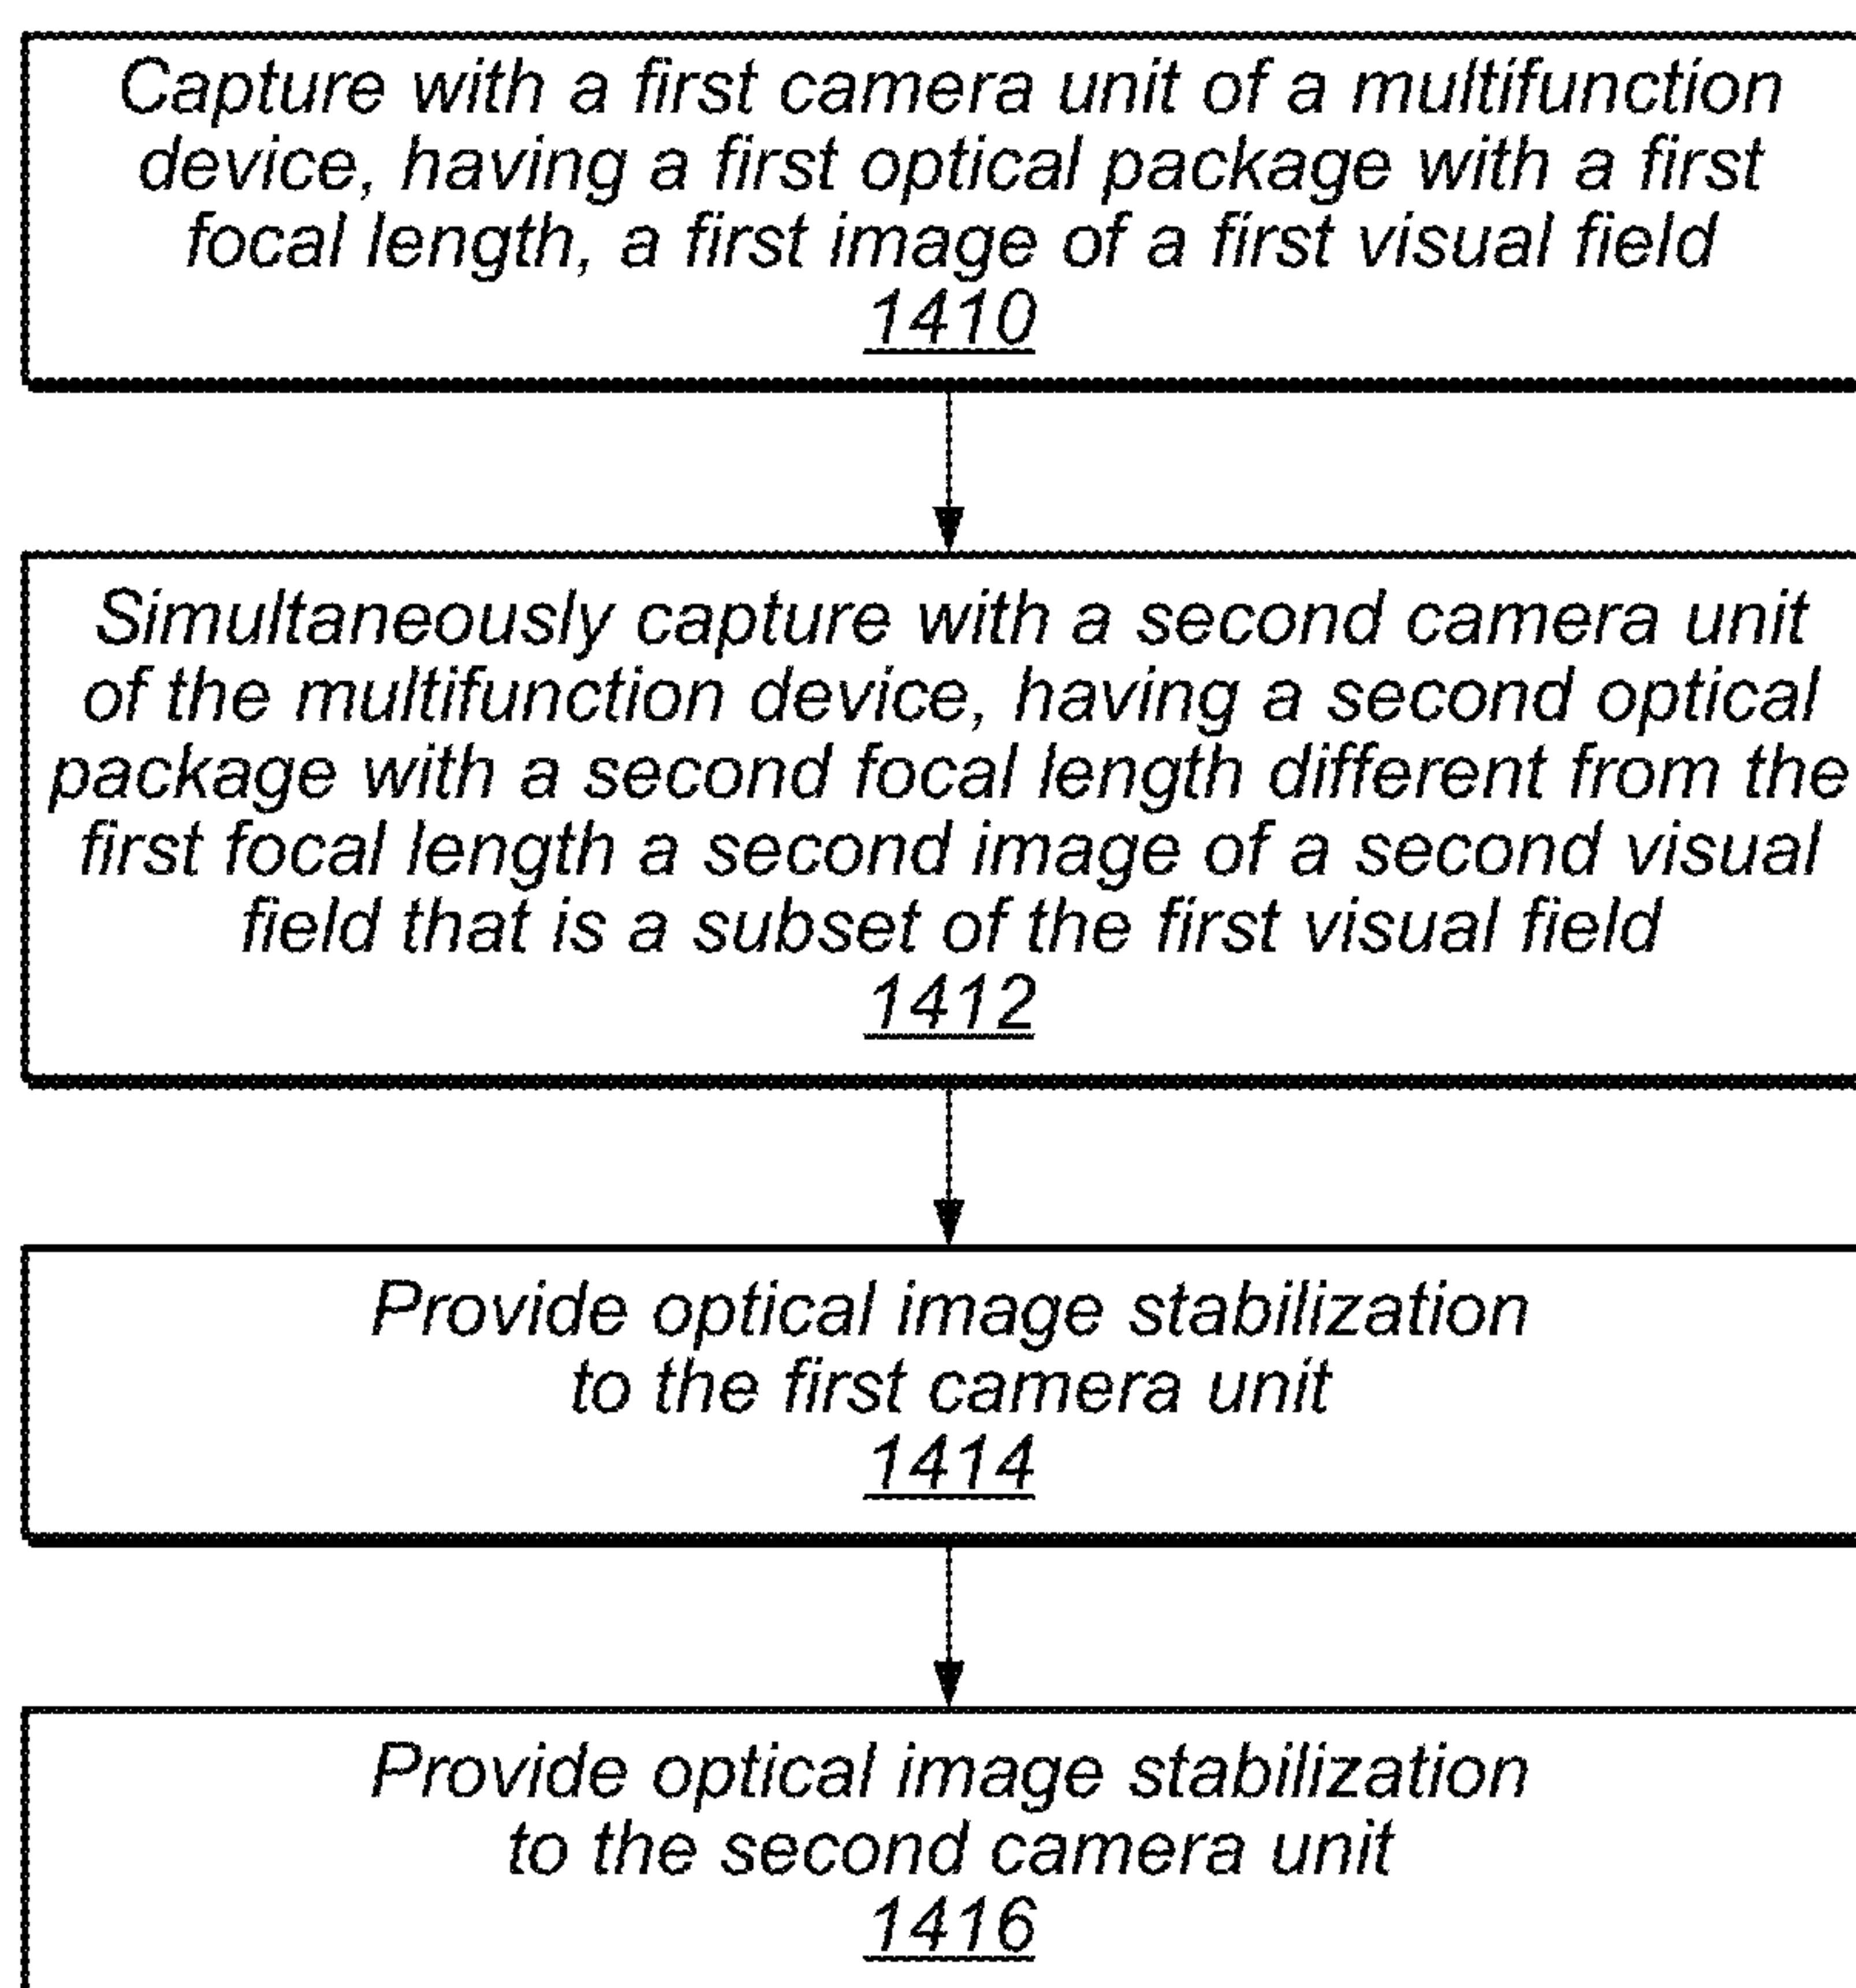 Capture with a first camera unit of a multifunction
device, having a first optical package with a first
focal length, a first image of a first visual field
1410
Simultaneously capture with a second camera unit
of the multifunction device, having a second optical
package with a second focal length different from the
first focal length a second image of a second visual
field that is a subset of the first visual field
1412
Provide optical image stabilization
to the first camera unit
1414
Provide optical image stabilization
to the second camera unit
1416